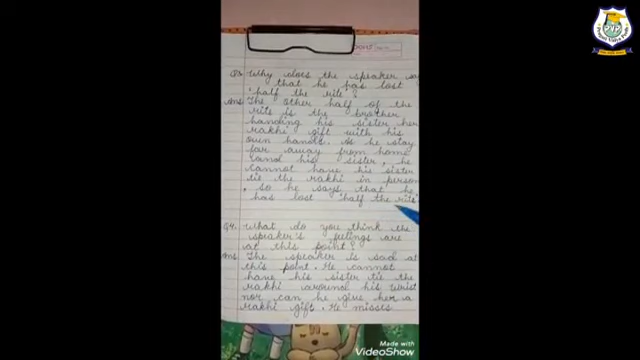 Q3 Why does the speaker say
that he has lost
'half the rite'?
Ans The other half of the
rite is the brother
handing his sister her
rakhi gift with his
own hands. As he stay
far away from home
(and his sister, he
cannot have his sister
tie the rakhi in person
, so he says that he
has lost "half the rite"
Q4. What do you think the
speaker's feelings are
at this point?
Ans The speaker is sad at
this point. He cannot
have his sister tie the
rakhi around his wrist
nor can he give her a
rakhi gift. He misses
Made with
VideoShow
PVP